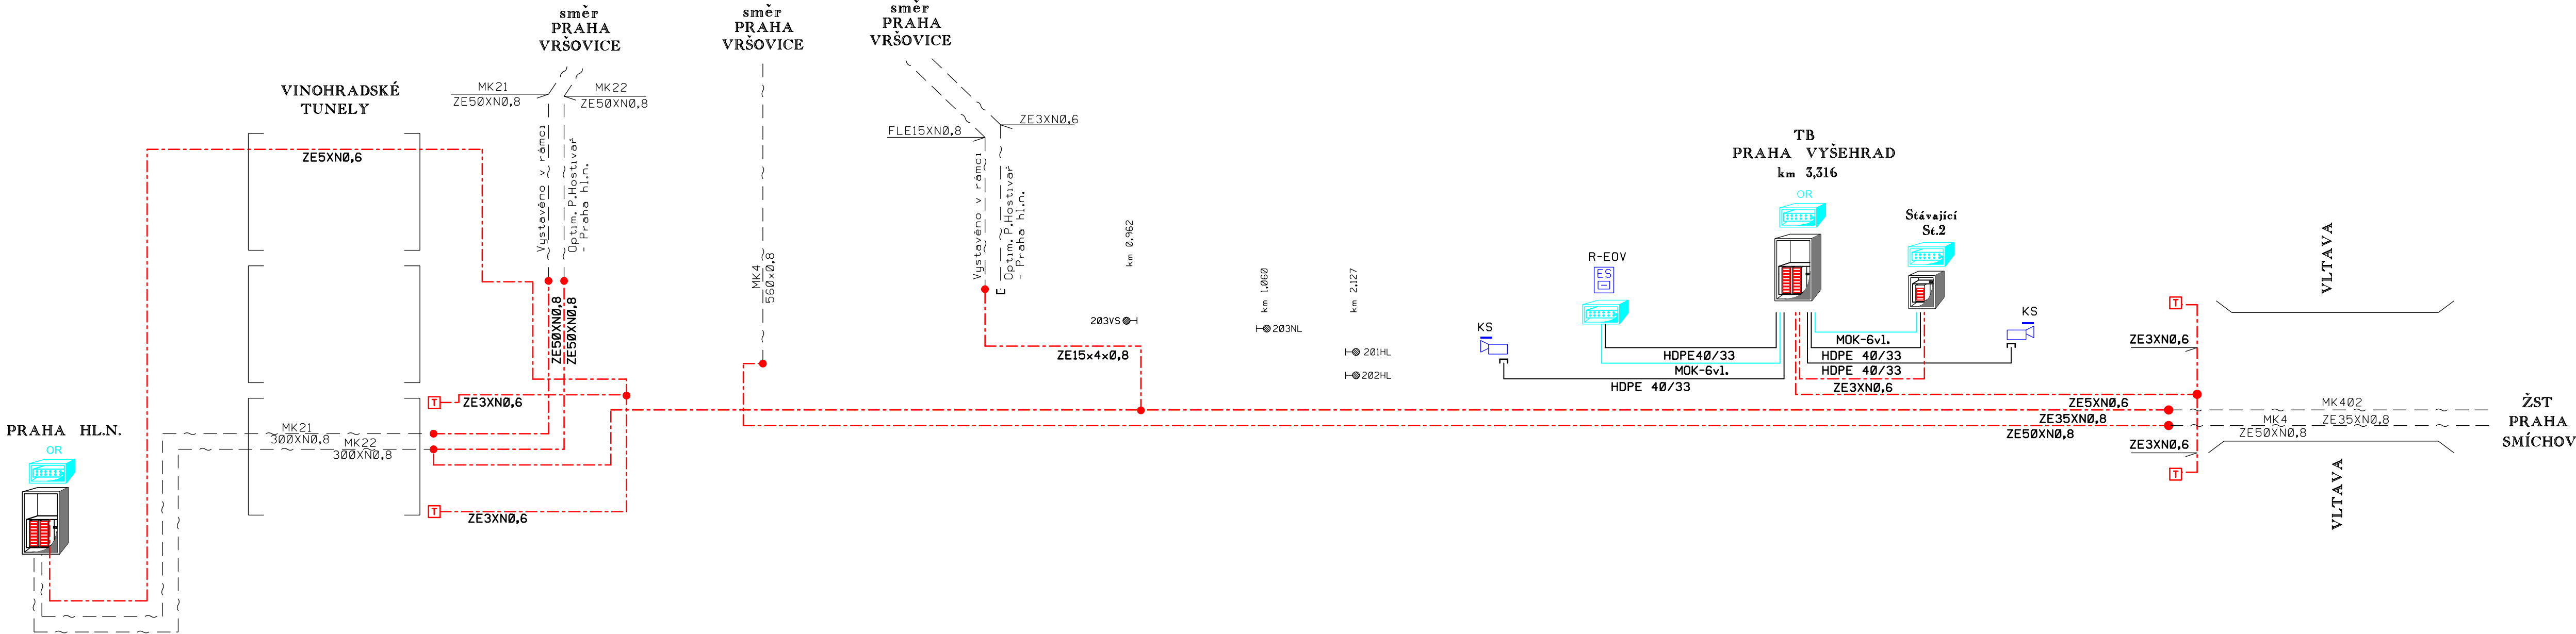 směr
PRAHA
VRŠOVICE
směr
PRAHA
VRŠOVICE
směr
PRAHA
VRŠOVICE
VINOHRADSKÉ
TUNELY
MK21
ZE50XN0,8
MK22
ZE50XN0,8
ZE5XN0,6
Vystavěno v rámci
Optim. P.Hostivař
- Praha hl.n.
ZE50XN0,8
ZE50XN0,8
MK4
560x0,8
FLE15XN0,8
ZE3XN0,6
Vystavěno v rámci
Optim. P.Hostivař
- Praha hl.n.
km 0,962
203VS
km 1,060
203NL
km 2,127
201HL
202HL
ZE15x4x0,8
TB
PRAHA VYŠEHRAD
km 3,316
OR
Stávající
St.2
R-EOV
ES
KS
KS
HDPE40/33
MOK-6vl.
HDPE 40/33
MOK-6vl.
HDPE 40/33
HDPE 40/33
ZE3XN0,6
T
ZE3XN0,6
ZE5XN0,6
ZE35XN0,8
ZE50XN0,8
ZE3XN0,6
T
VLTAVA
MK402
ZE35XN0,8
MK4
ZE50XN0,8
VLTAVA
ŽST
PRAHA
SMÍCHOV
T
ZE3XN0,6
T
ZE3XN0,6
MK21
300XN0,8
MK22
300XN0,8
PRAHA HL.N.
OR